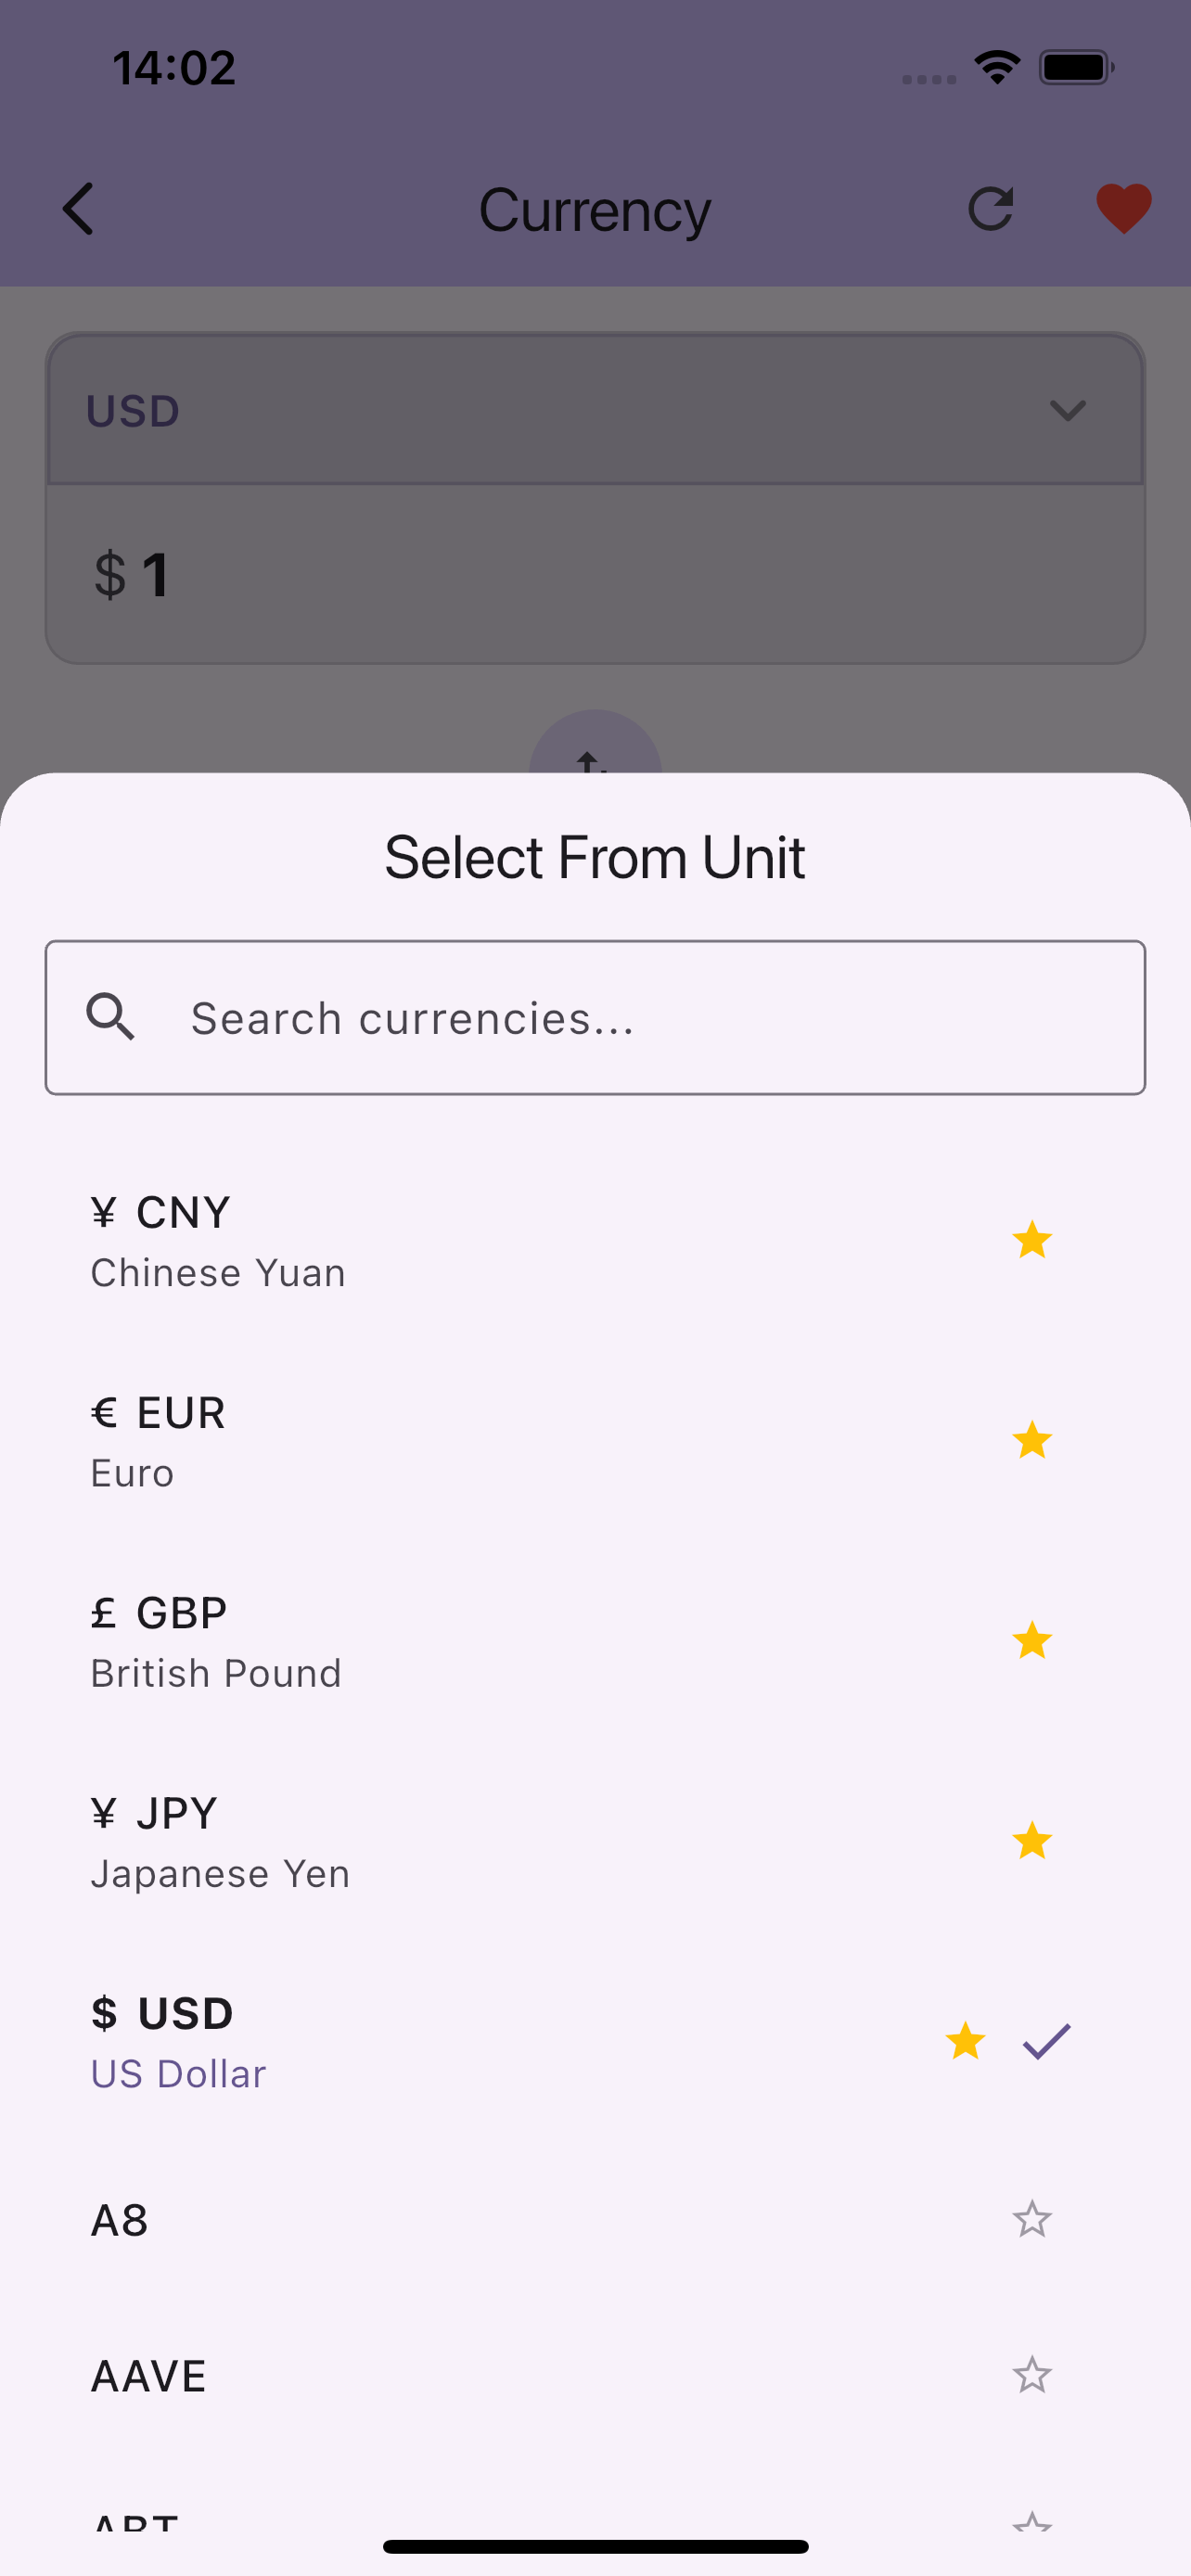 14:02
Currency
USD
$ 1
Select From Unit
Search currencies...
¥ CNY
Chinese Yuan
€ EUR
Euro
£ GBP
British Pound
¥ JPY
Japanese Yen
$ USD
US Dollar
A8
AAVE